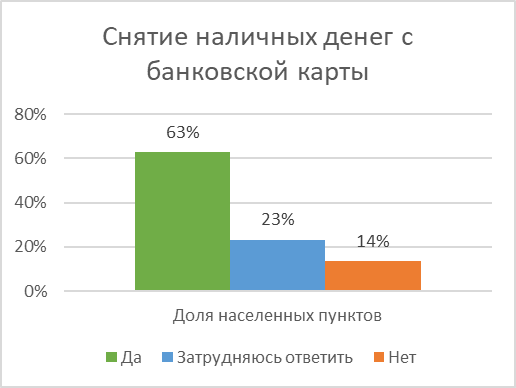 Снятие наличных денег с
банковской карты
80%
63%
60%
40%
23%
20%
14%
0%
Доля населенных пунктов
Да Затрудняюсь ответить Нет